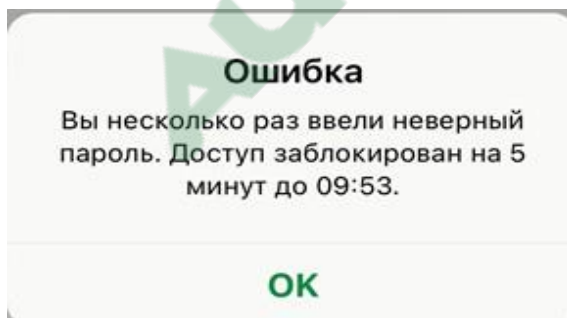 Ошибка
Вы несколько раз ввели неверный
пароль. Доступ заблокирован на 5
минут до 09:53.
OK